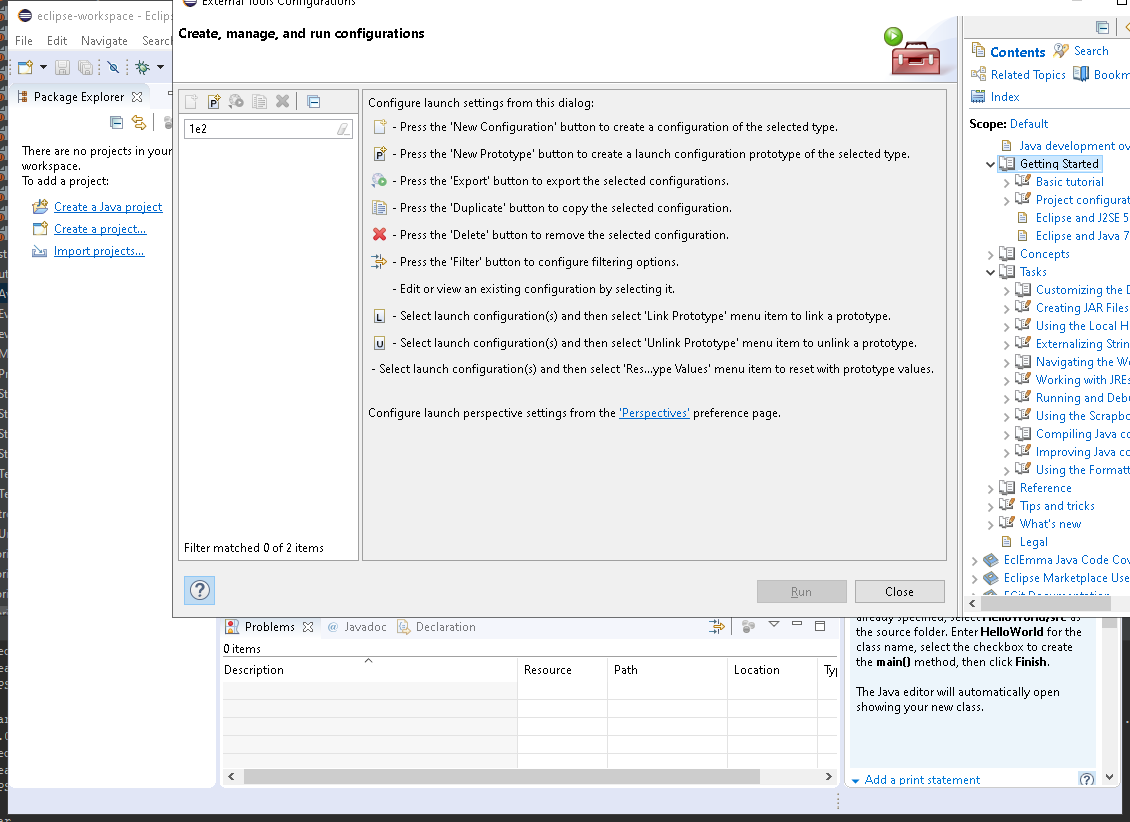 External Tools Configurations
eclipse-workspace - Eclips
File Edit Navigate Searcl
Create, manage, and run configurations
Package Explorer
There are no projects in your
workspace.
To add a project:
Create a Java project
Create a project...
Import projects...
1e2
Filter matched 0 of 2 items
Configure launch settings from this dialog:
- Press the 'New Configuration' button to create a configuration of the selected type.
- Press the 'New Prototype' button to create a launch configuration prototype of the selected type.
- Press the 'Export' button to export the selected configurations.
- Press the 'Duplicate' button to copy the selected configuration.
- Press the 'Delete' button to remove the selected configuration.
- Press the 'Filter' button to configure filtering options.
- Edit or view an existing configuration by selecting it.
L - Select launch configuration(s) and then select 'Link Prototype' menu item to link a prototype.
U - Select launch configuration(s) and then select 'Unlink Prototype' menu item to unlink a prototype.
- Select launch configuration(s) and then select 'Res...ype Values' menu item to reset with prototype values.
Configure launch perspective settings from the 'Perspectives' preference page.
Run
Close
Contents Search
Related Topics Bookm
Index
Scope: Default
Java development ov
Getting Started
Basic tutorial
Project configurat
Eclipse and J2SE 5
Eclipse and Java 7
Concepts
Tasks
Customizing the D
Creating JAR Files
Using the Local H
Externalizing Strin
Navigating the Wo
Working with JREs
Running and Debu
Using the Scrapbo
Compiling Java co
Improving Java co
Using the Formatt
Reference
Tips and tricks
What's new
Legal
EclEmma Java Code Cov
Eclipse Marketplace Use
EGit Documentation
Problems Javadoc Declaration
0 items
Description Resource Path Location Typ
already specified, select HelloWorld/src as
the source folder. Enter HelloWorld for the
class name, select the checkbox to create
the main() method, then click Finish.
The Java editor will automatically open
showing your new class.
Add a print statement